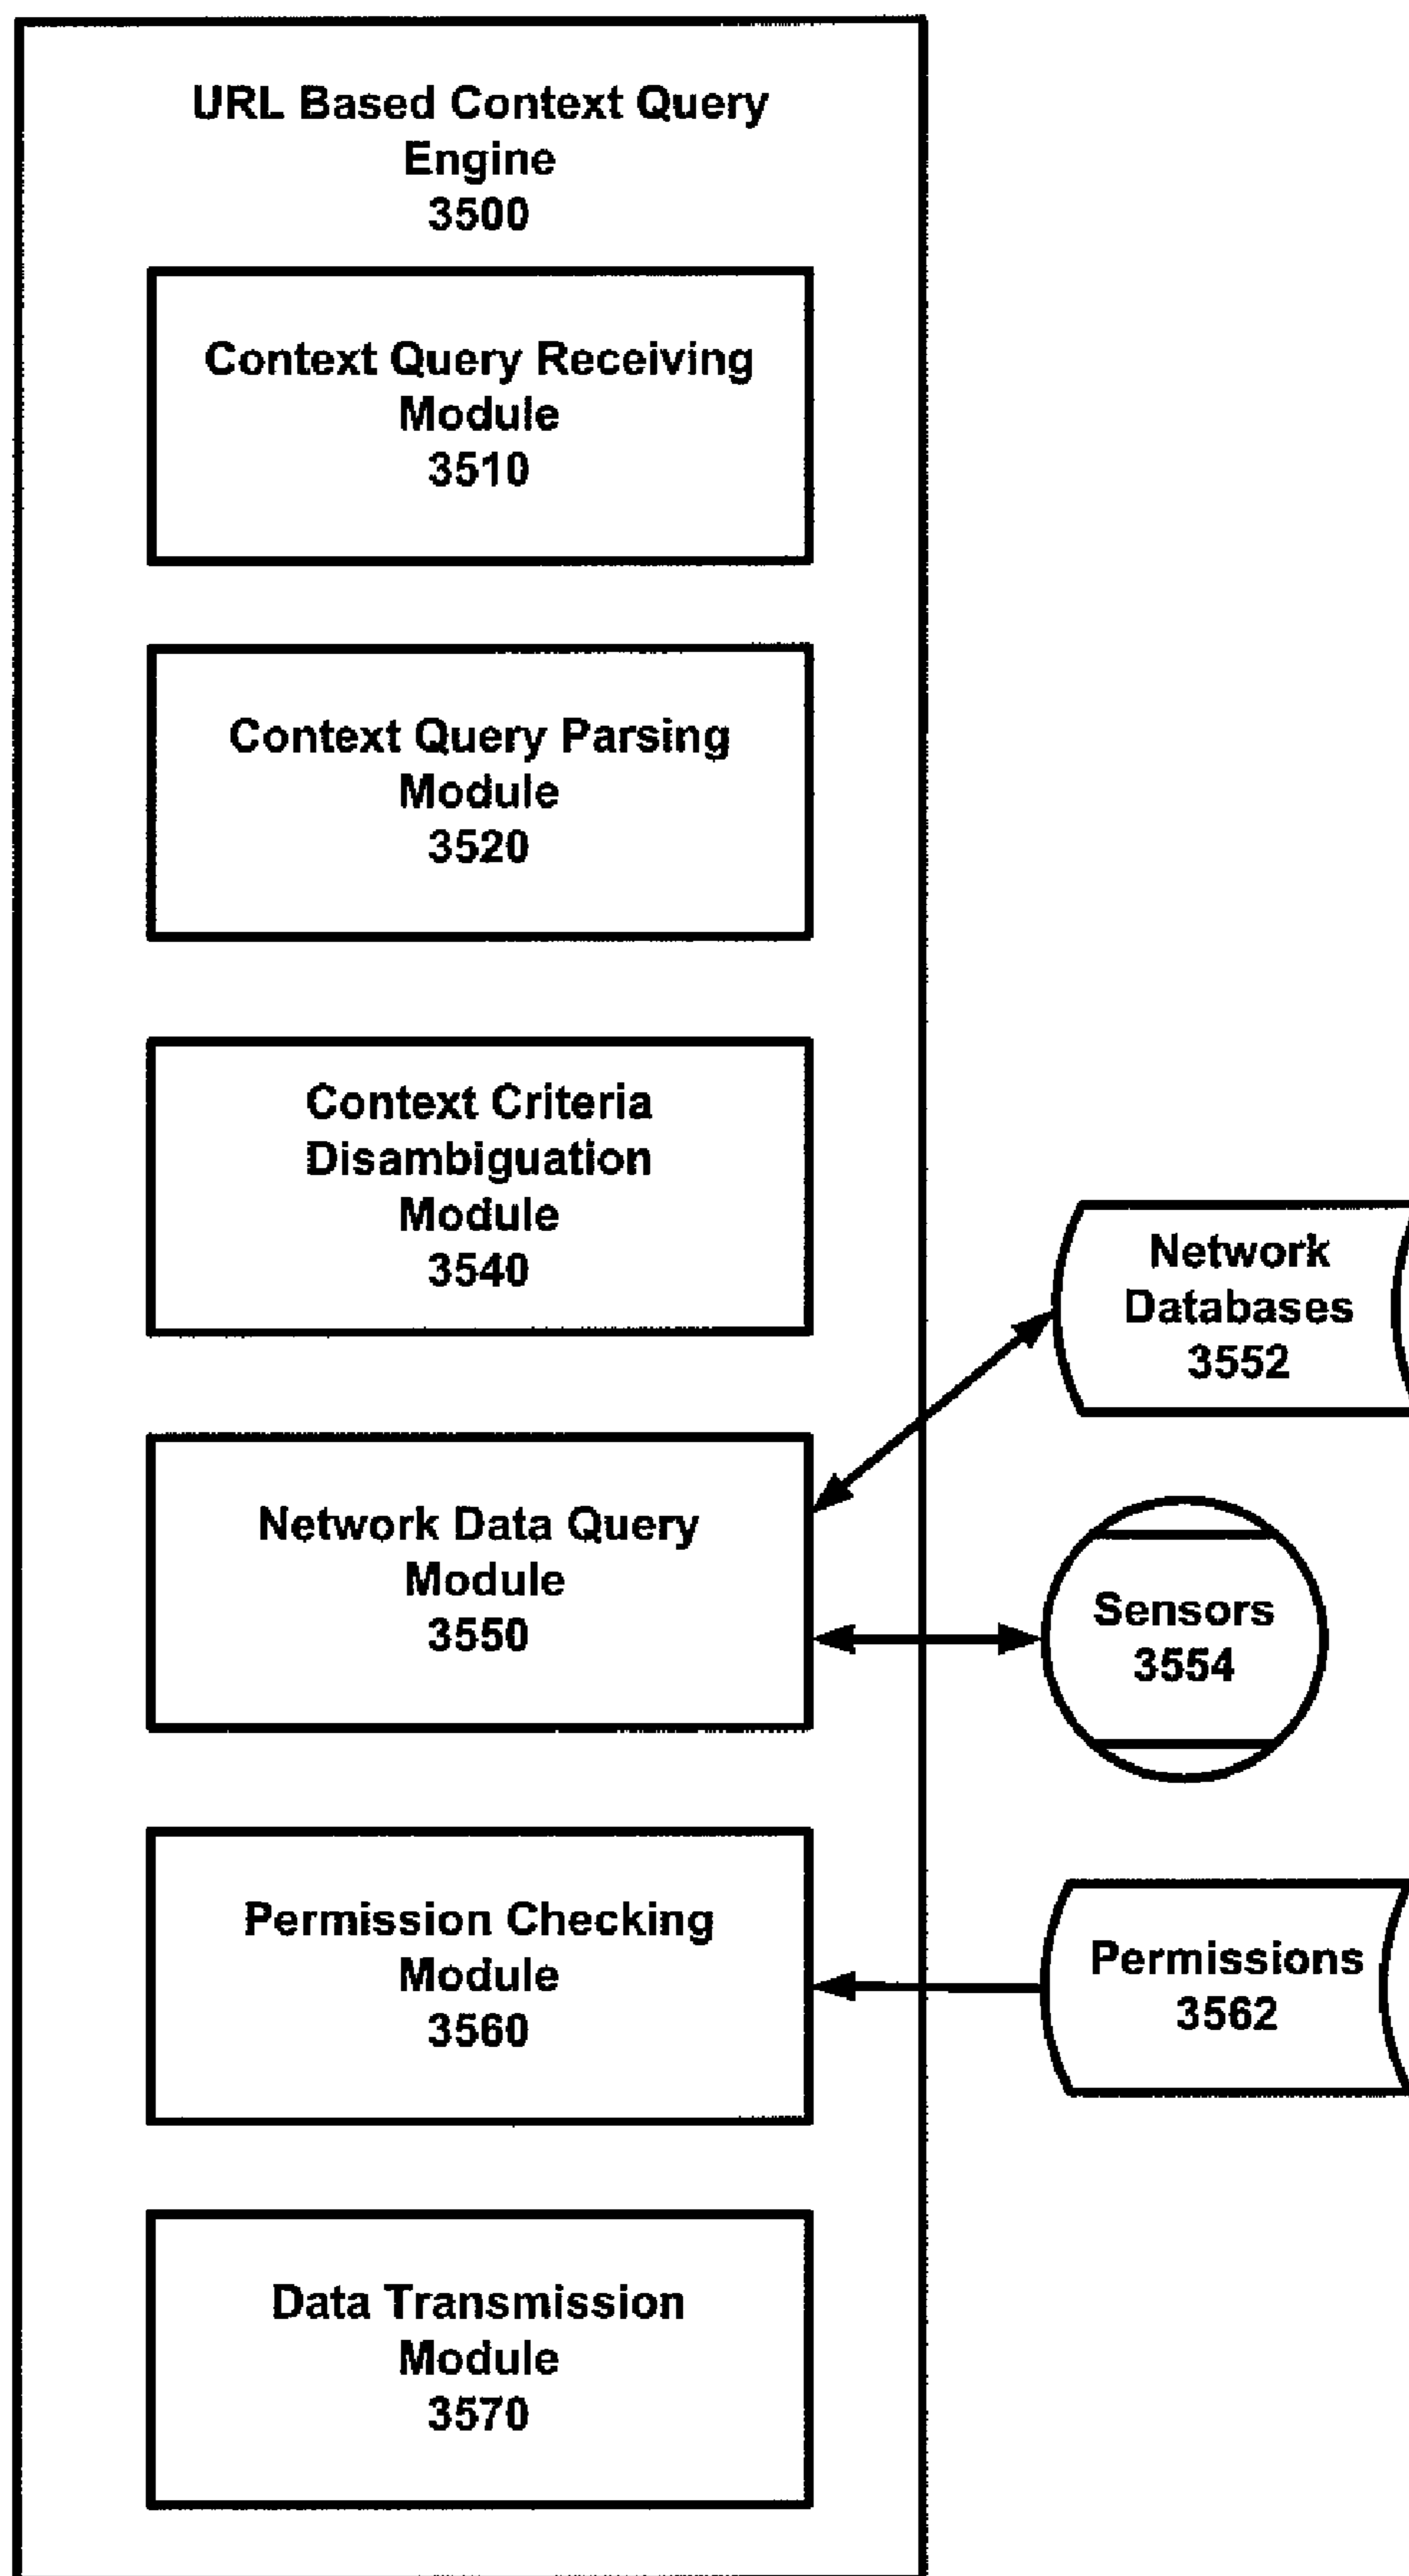 URL Based Context Query
Engine
3500
Context Query Receiving
Module
3510
Context Query Parsing
Module
3520
Context Criteria
Disambiguation
Module
3540
Network Data Query
Module
3550
Network
Databases
3552
Sensors
3554
Permission Checking
Module
3560
Permissions
3562
Data Transmission
Module
3570